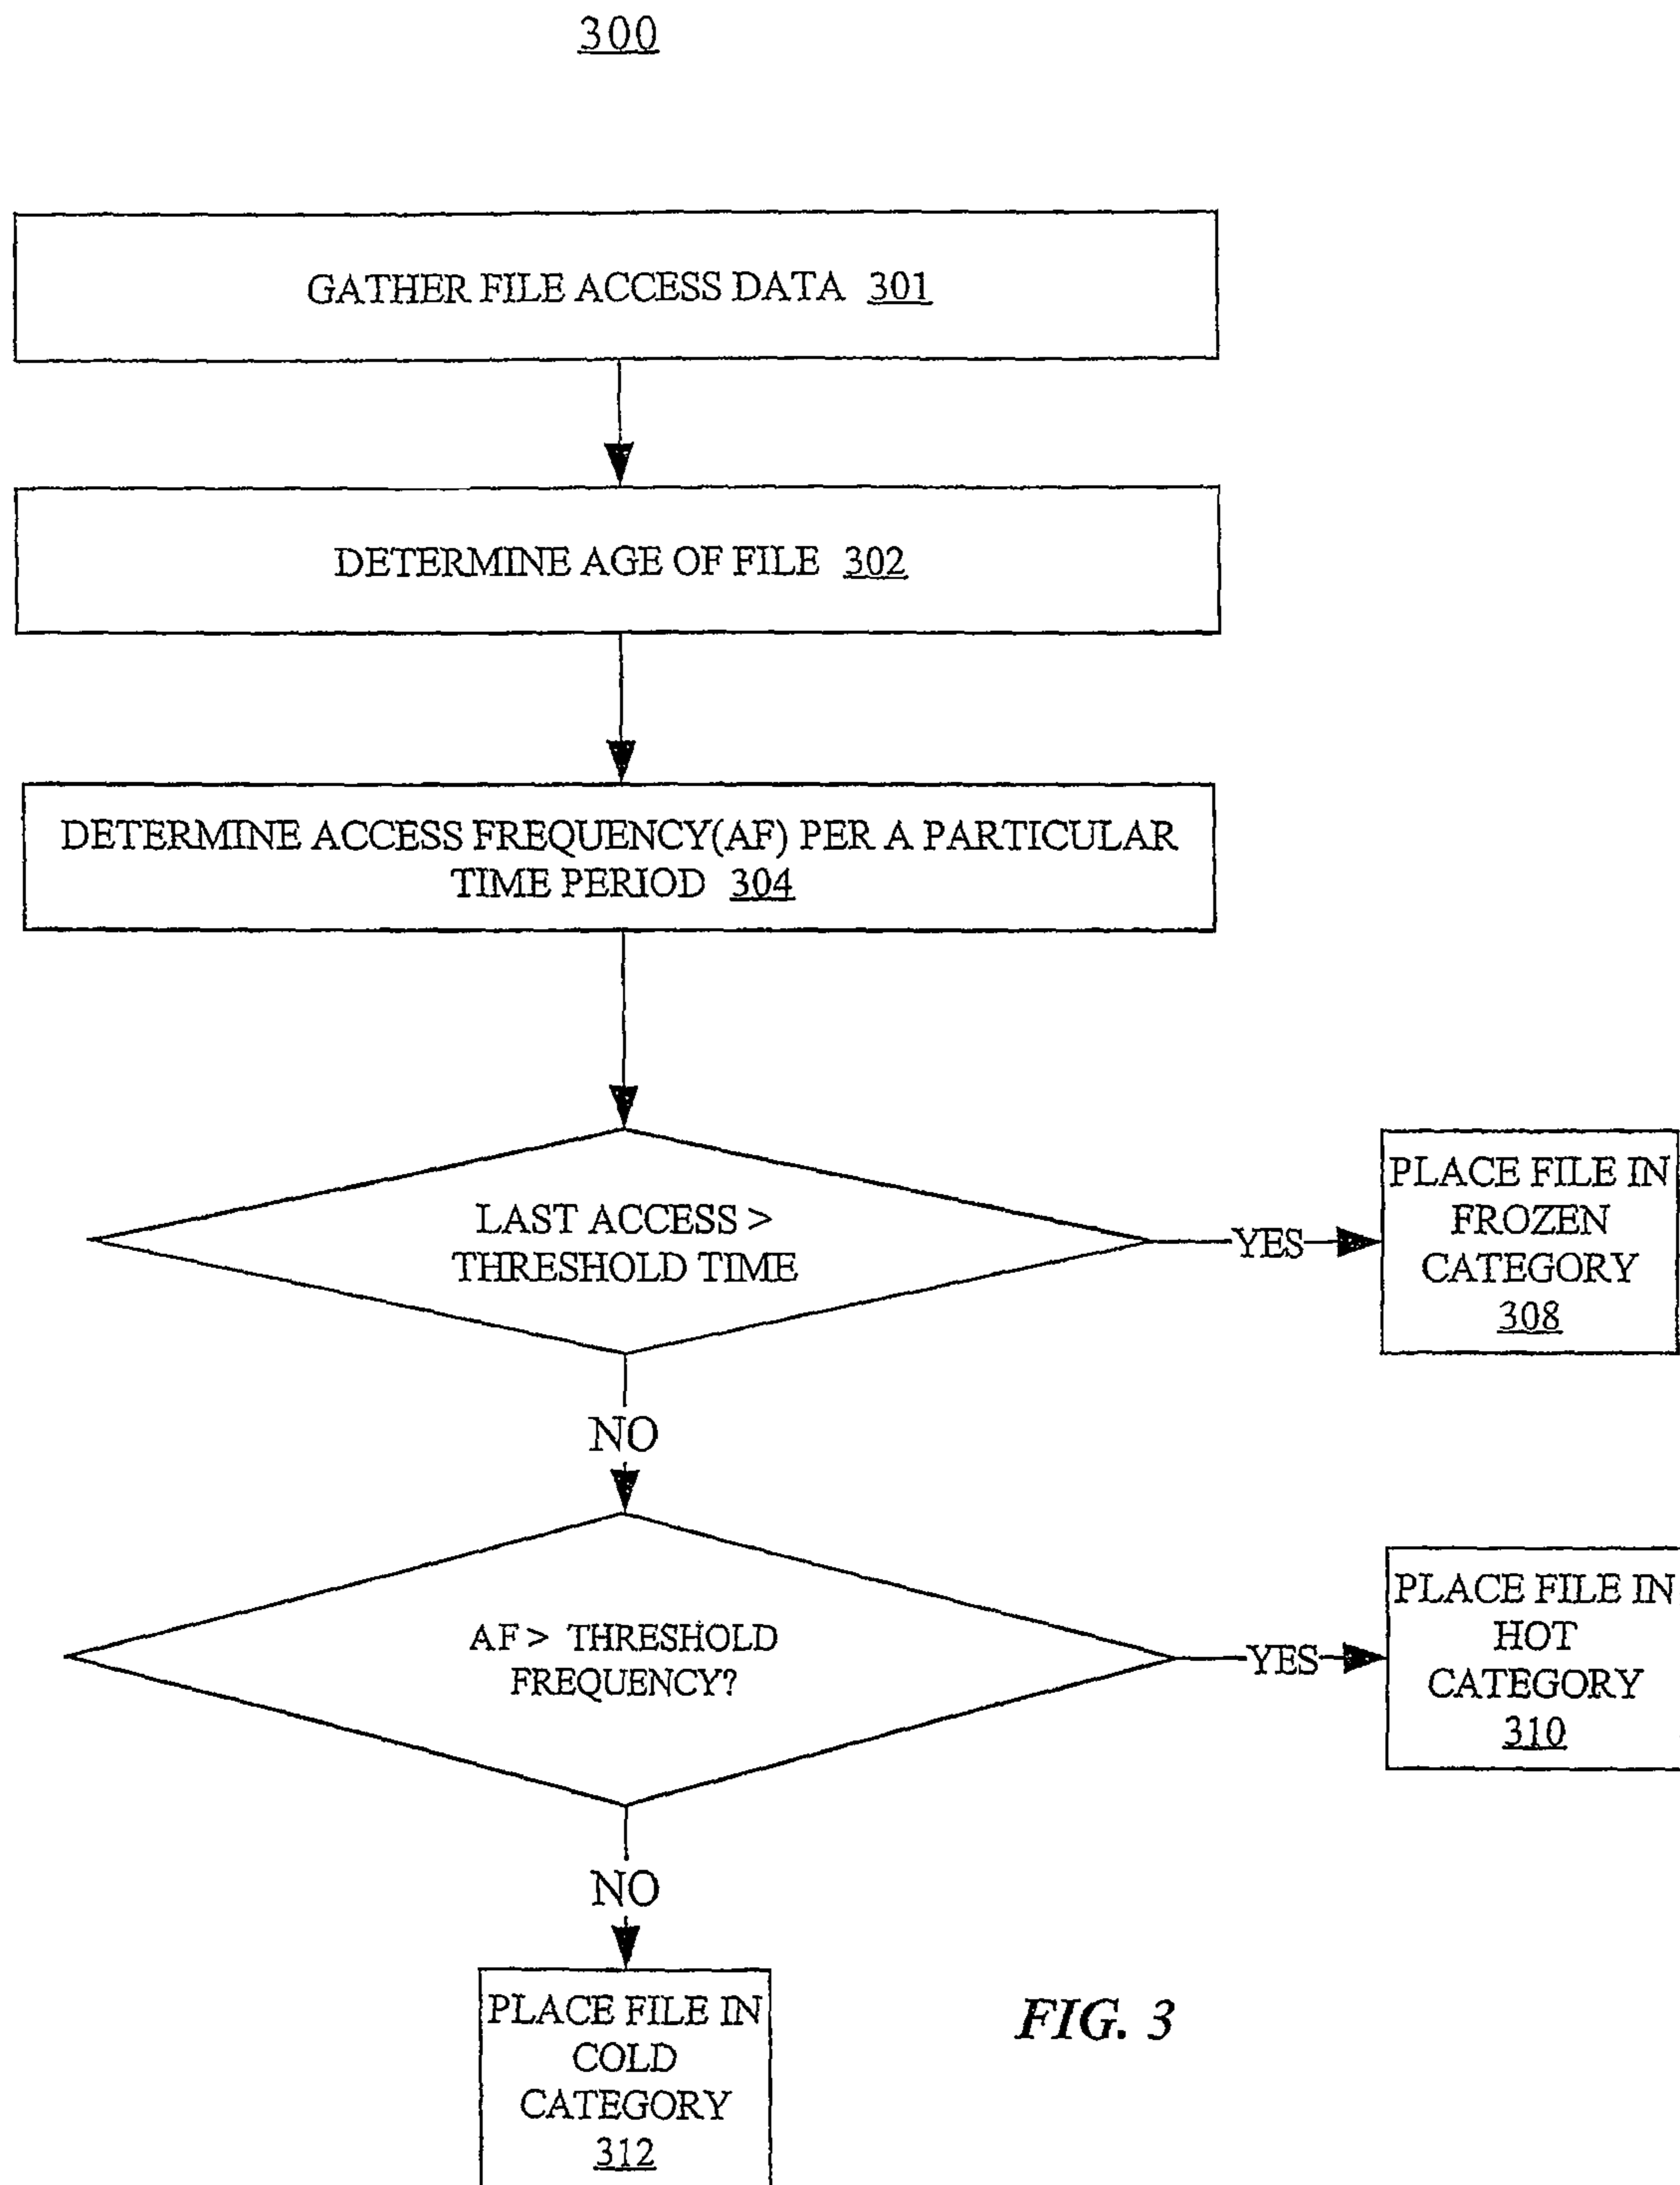 300
GATHER FILE ACCESS DATA 301
DETERMINE AGE OF FILE 302
DETERMINE ACCESS FREQUENCY(AF) PER A PARTICULAR
TIME PERIOD 304
LAST ACCESS >
THRESHOLD TIME
YES
PLACE FILE IN
FROZEN
CATEGORY
308
NO
AF > THRESHOLD
FREQUENCY?
YES
PLACE FILE IN
HOT
CATEGORY
310
NO
PLACE FILE IN
COLD
CATEGORY
312
FIG. 3